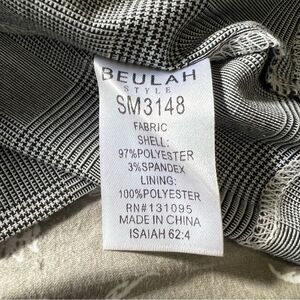 BEULAH
STYLE
SM3148
FABRIC
SHELL:
97%POLYESTER
3%SPANDEX
LINING:
100%POLYESTER
RN#131095
MADE IN CHINA
ISAIAH 62:4